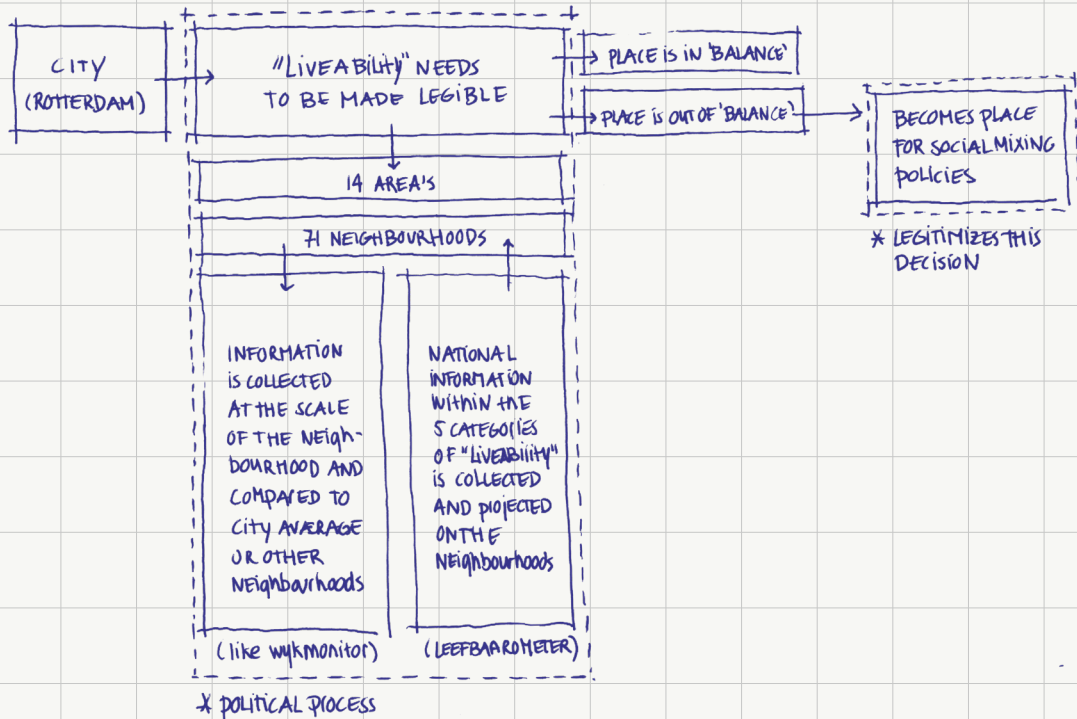 CITY
(ROTTERDAM)
"LIVEABILITY" NEEDS
TO BE MADE LEGIBLE
PLACE IS IN 'BALANCE'
PLACE IS OUT OF 'BALANCE'
BECOMES PLACE
FOR SOCIAL MIXING
POLICIES
* LEGITIMIZES THIS
DECISION
14 AREA'S
71 NEIGHBOURHOODS
INFORMATION
IS COLLECTED
AT THE SCALE
OF THE NEIGH-
BOURHOOD AND
COMPARED TO
CITY AVERAGE
OR OTHER
NEIGHBOURHOODS
(like wykmonitor)
NATIONAL
INFORMATION
WITHIN THE
5 CATEGORIES
OF "LIVEABILITY"
IS COLLECTED
AND PROJECTED
ON THE
NEIGHBOURHOODS
(LEEFBAAROMETER)
* POLITICAL PROCESS